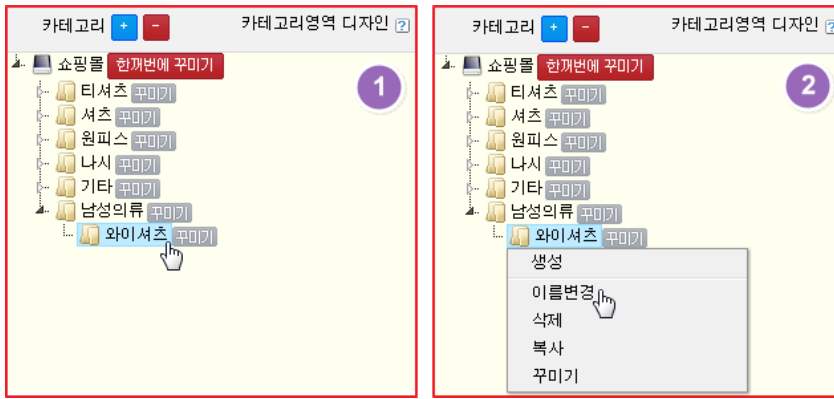 카테고리 + - 카테고리영역 디자인 ?
쇼핑몰 한꺼번에 꾸미기
1
티셔츠 꾸미기
셔츠 꾸미기
원피스 꾸미기
나시 꾸미기
기타 꾸미기
남성의류 꾸미기
와이셔츠 꾸미기
카테고리 + - 카테고리영역 디자인 ?
쇼핑몰 한꺼번에 꾸미기
2
티셔츠 꾸미기
셔츠 꾸미기
원피스 꾸미기
나시 꾸미기
기타 꾸미기
남성의류 꾸미기
와이셔츠 꾸미기
생성
이름변경
삭제
복사
꾸미기